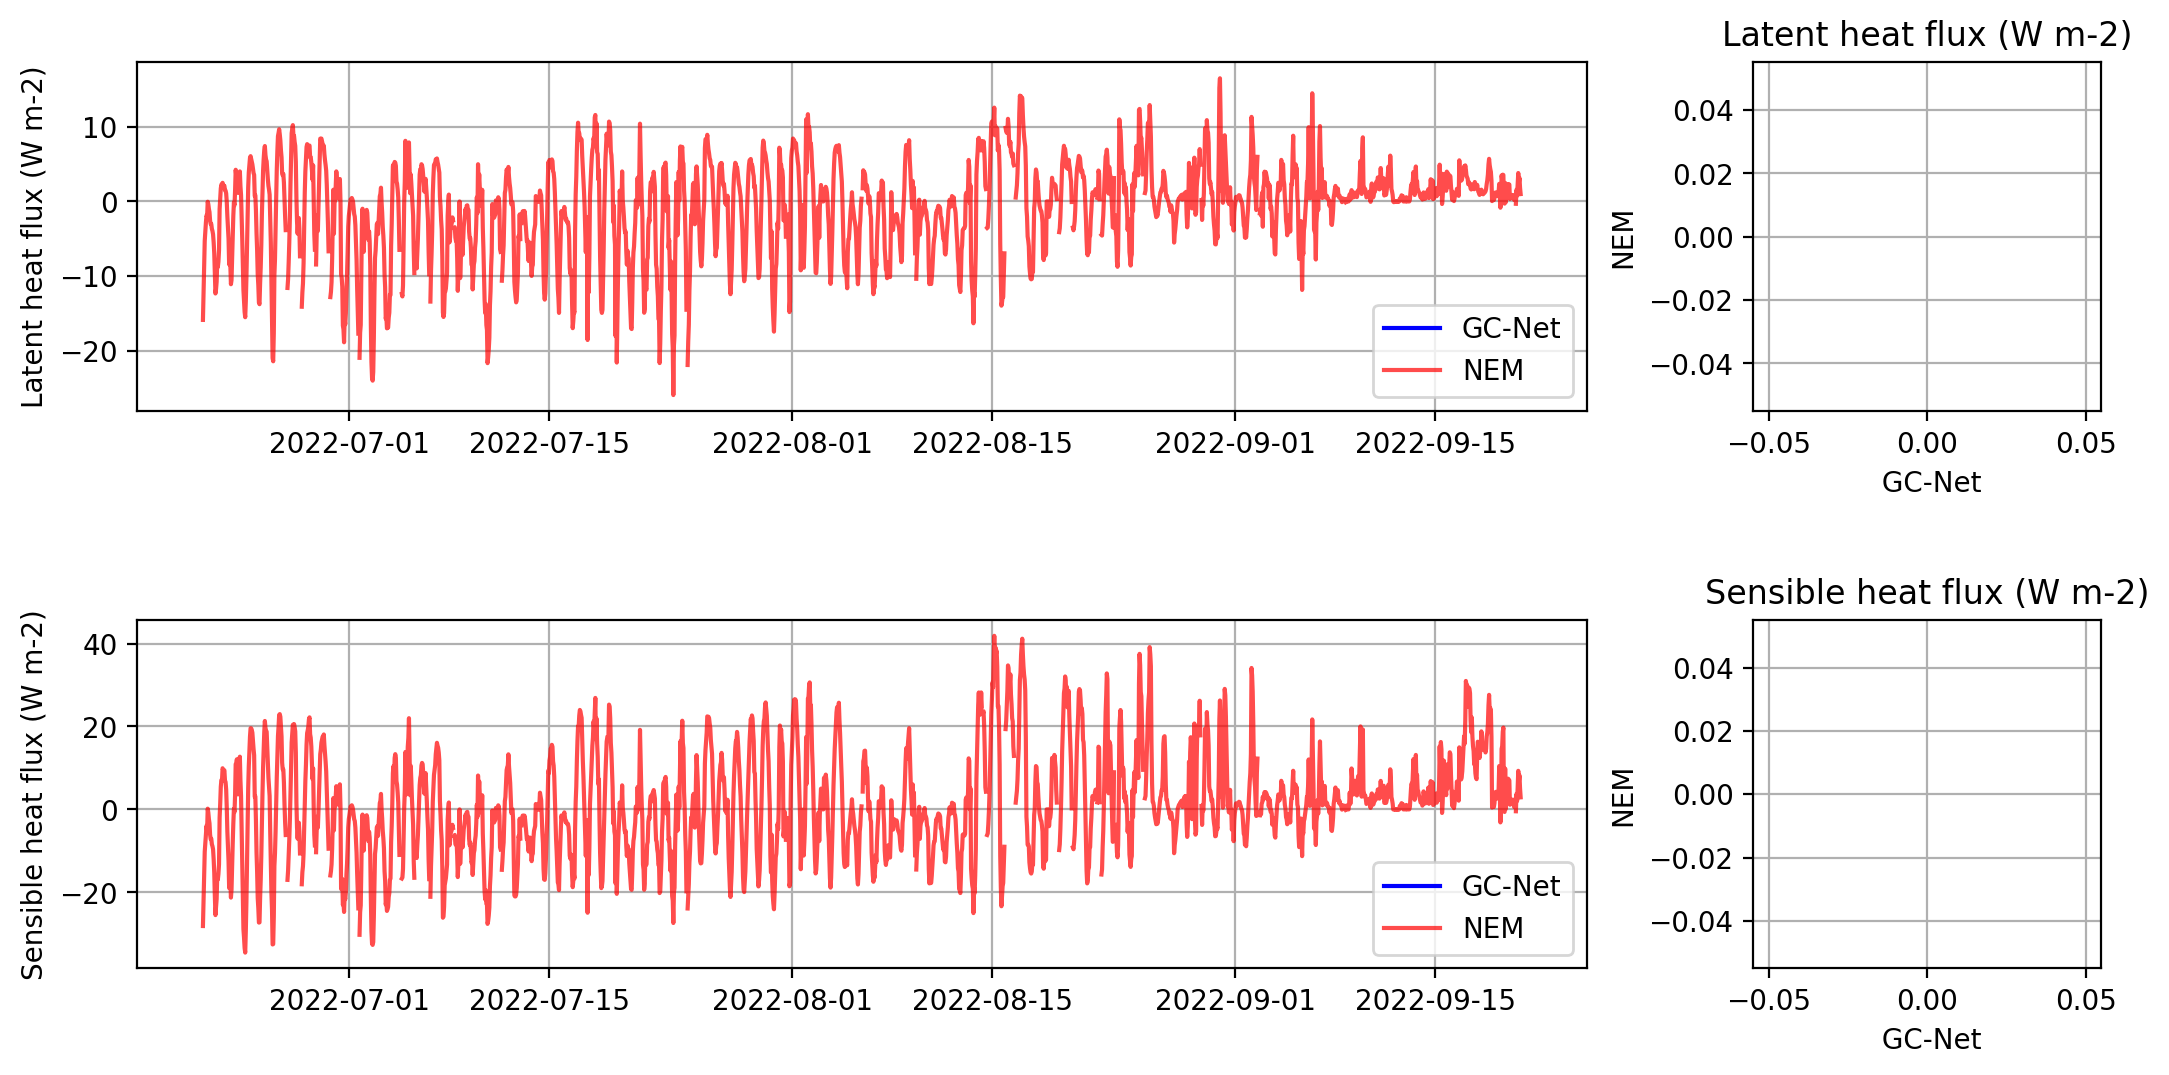 Latent heat flux (W m-2)
10
0
−10
−20
2022-07-01 2022-07-15 2022-08-01 2022-08-15 2022-09-01 2022-09-15
GC-Net
NEM
Latent heat flux (W m-2)
NEM
0.04
0.02
0.00
−0.02
−0.04
−0.05 0.00 0.05
GC-Net
Sensible heat flux (W m-2)
40
20
0
−20
2022-07-01 2022-07-15 2022-08-01 2022-08-15 2022-09-01 2022-09-15
GC-Net
NEM
Sensible heat flux (W m-2)
NEM
0.04
0.02
0.00
−0.02
−0.04
−0.05 0.00 0.05
GC-Net